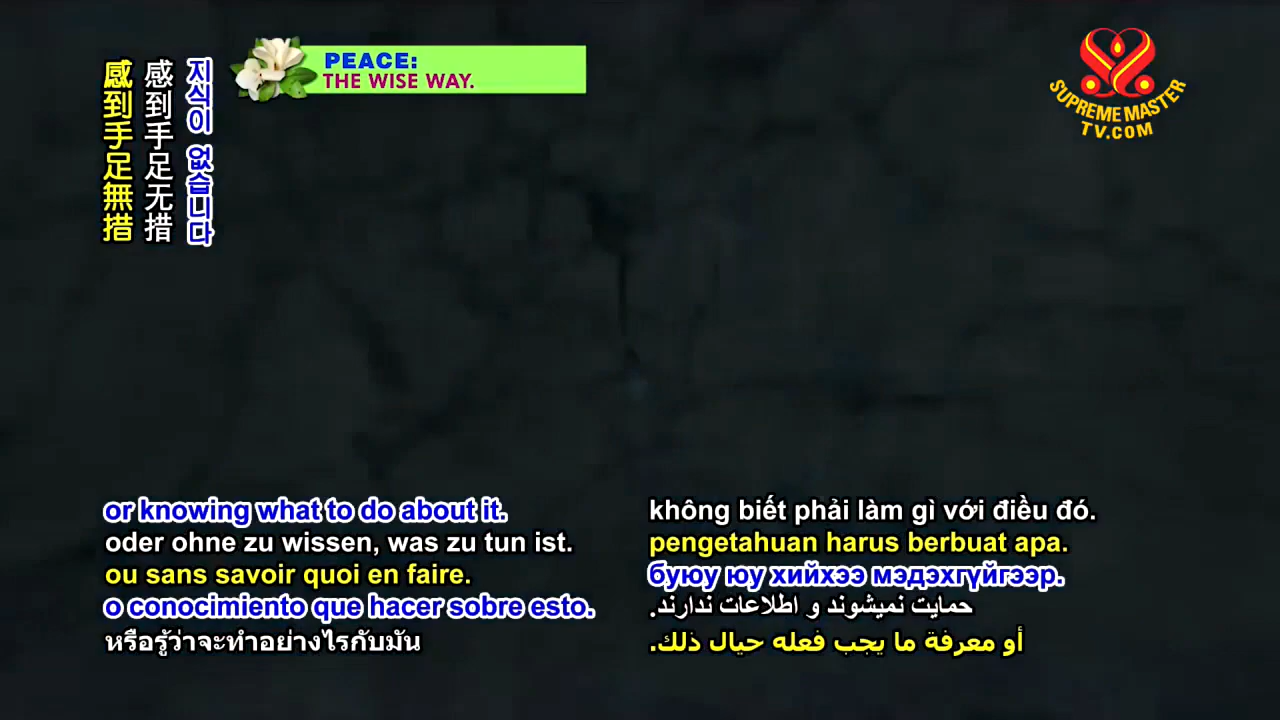 感到手足無措
感到手足无措
지식이 없습니다
PEACE:
THE WISE WAY.
SUPREME MASTER
TV.COM
or knowing what to do about it.
oder ohne zu wissen, was zu tun ist.
ou sans savoir quoi en faire.
o conocimiento que hacer sobre esto.
หรือรู้ว่าจะทำอย่างไรกับมัน
không biết phải làm gì với điều đó.
pengetahuan harus berbuat apa.
буюу юу хийхээ мэдэхгүйгээр.
حمایت نمیشوند و اطلاعات ندارند.
أو معرفة ما يجب فعله حيال ذلك.